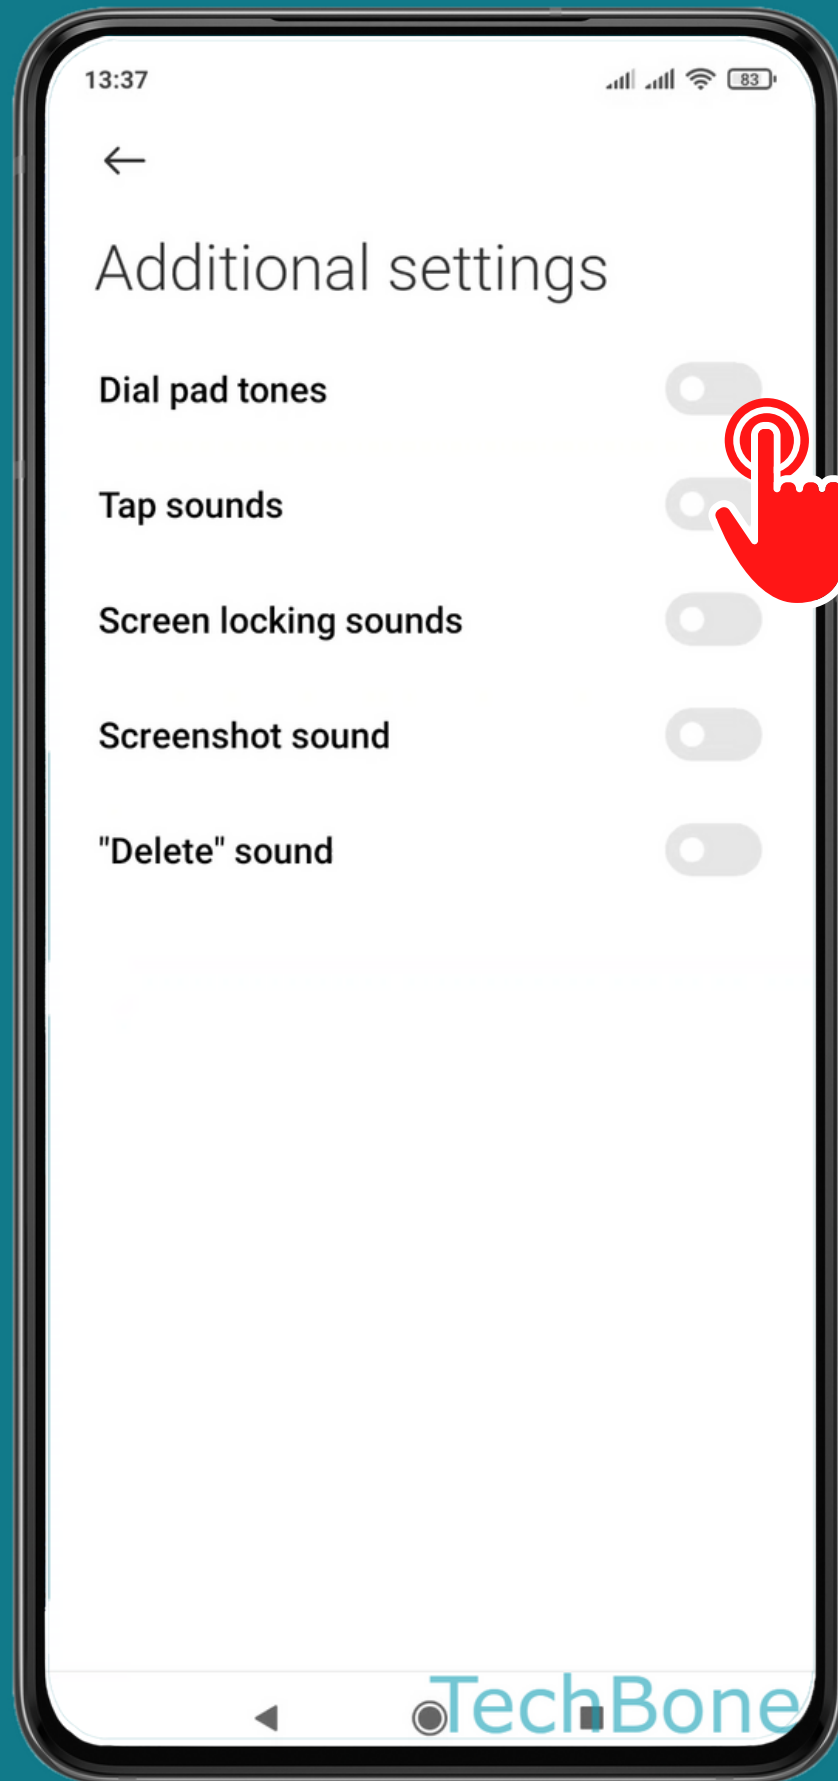 13:37
83
Additional settings
Dial pad tones
Tap sounds
Screen locking sounds
Screenshot sound
"Delete" sound
TechBone